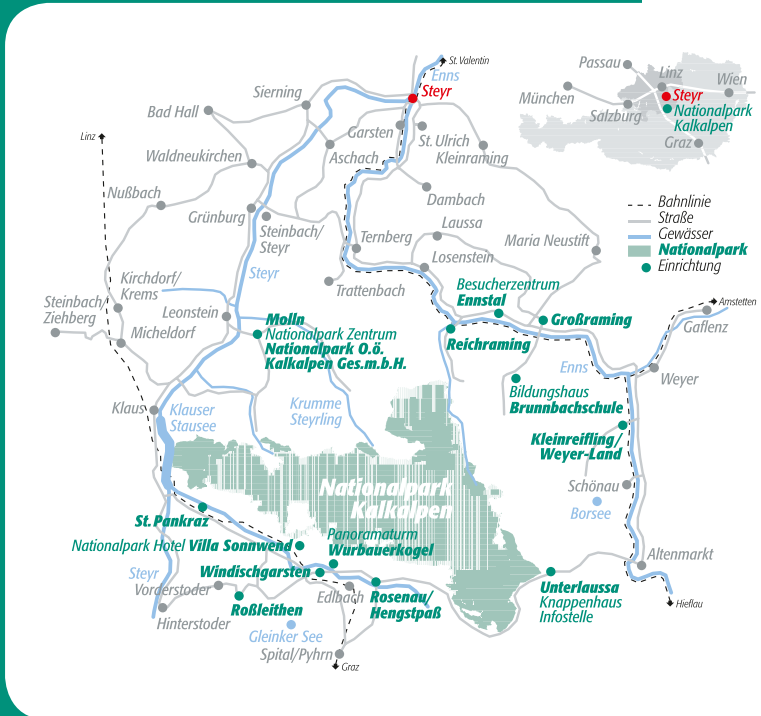 St. Valentin
Enns
Steyr
Sierning
Bad Hall
Linz
Garsten
St. Ulrich
Kleinraming
Aschach
Waldneukirchen
Dambach
Nußbach
Grünburg
Steinbach/
Steyr
Laussa
Ternberg
Maria Neustift
Losenstein
Steyr
Trattenbach
Kirchdorf/
Krems
Steinbach/
Ziehberg
Leonstein
Micheldorf
Molln
Nationalpark Zentrum
Nationalpark O.ö.
Kalkalpen Ges.m.b.H.
Besucherzentrum
Ennstal
Großraming
Reichraming
Amstetten
Gaflenz
Enns
Weyer
Bildungshaus
Brunnbachschule
Klaus
Klauser
Stausee
Krumme
Steyrling
Kleinreifling/
Weyer-Land
Nationalpark
Kalkalpen
Schönau
Borsee
St. Pankraz
Panoramaturm
Wurbauerkogel
Nationalpark Hotel Villa Sonnwend
Altenmarkt
Steyr
Windischgarsten
Vorderstoder
Edlbach
Rosenau/
Hengstpaß
Roßleithen
Unterlaussa
Knappenhaus
Infostelle
Hieflau
Hinterstoder
Gleinker See
Spital/Pyhrn
Graz
Passau
Linz
Wien
München
Steyr
Salzburg
Nationalpark
Kalkalpen
Graz
Bahnlinie
Straße
Gewässer
Nationalpark
Einrichtung